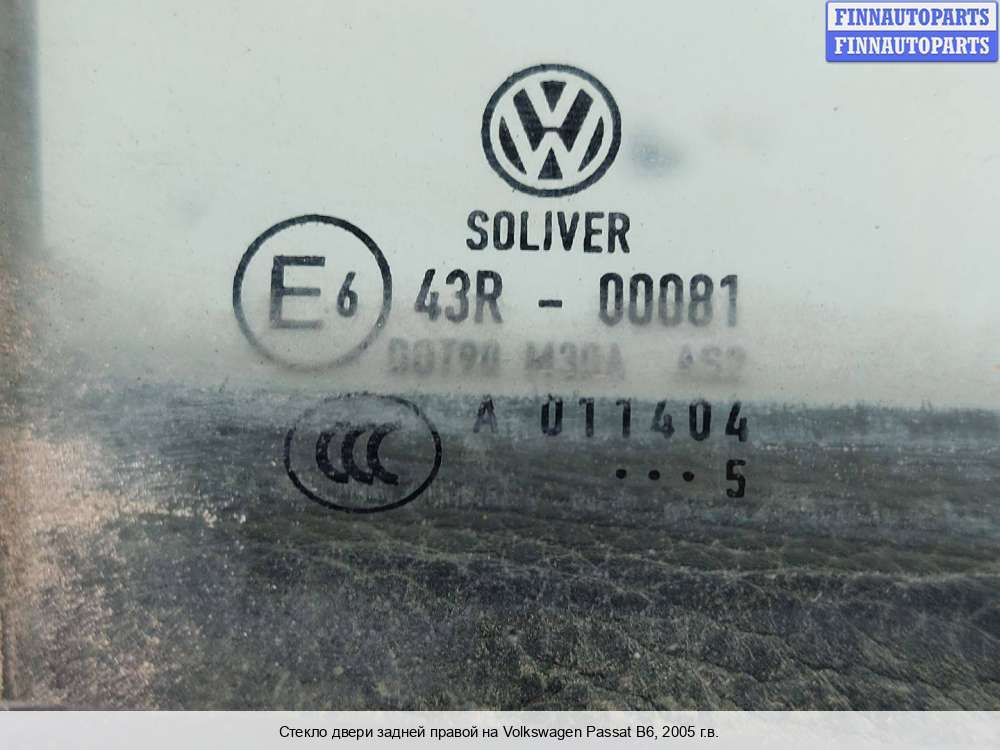 FINNAUTOPARTS
FINNAUTOPARTS
SOLIVER
E6 43R - 00081
DOT90 M30A AS2
A 011404
... 5
Стекло двери задней правой на Volkswagen Passat B6, 2005 г.в.